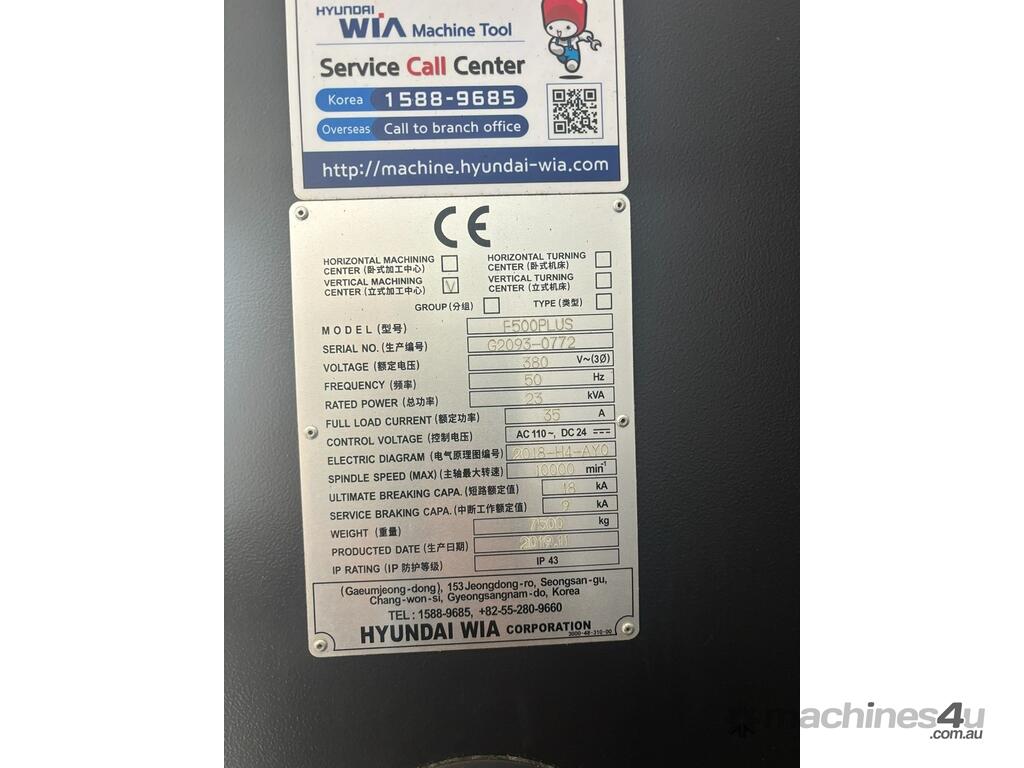 HYUNDAI
WIA Machine Tool
Service Call Center
Korea 1588-9685
Overseas Call to branch office
http://machine.hyundai-wia.com
CE
HORIZONTAL MACHINING CENTER (卧式加工中心)
HORIZONTAL TURNING CENTER (卧式机床)
VERTICAL MACHINING CENTER (立式加工中心) V
VERTICAL TURNING CENTER (立式机床)
GROUP (分组) TYPE (类型)
MODEL (型号) F500PLUS
SERIAL NO. (生产编号) G2093-0772
VOLTAGE (额定电压) 380 V~(3Ø)
FREQUENCY (频率) 50 Hz
RATED POWER (总功率) 23 kVA
FULL LOAD CURRENT (额定功率) 35 A
CONTROL VOLTAGE (控制电压) AC 110~, DC 24
ELECTRIC DIAGRAM (电气原理图编号) 2018-H4-AY0
SPINDLE SPEED (MAX) (主轴最大转速) 10000 min⁻¹
ULTIMATE BREAKING CAPA. (短路额定值) 18 kA
SERVICE BRAKING CAPA. (中断工作额定值) 9 kA
WEIGHT (重量) 7500 kg
PRODUCTED DATE (生产日期) 2019.11
IP RATING (IP 防护等级) IP 43
(Gaeumjeong-dong), 153Jeongdong-ro, Seongsan-gu,
Chang-won-si, Gyeongsangnam-do, Korea
TEL : 1588-9685, +82-55-280-9660
HYUNDAI WIA CORPORATION 3000-48-310-00
machines4u
.com.au